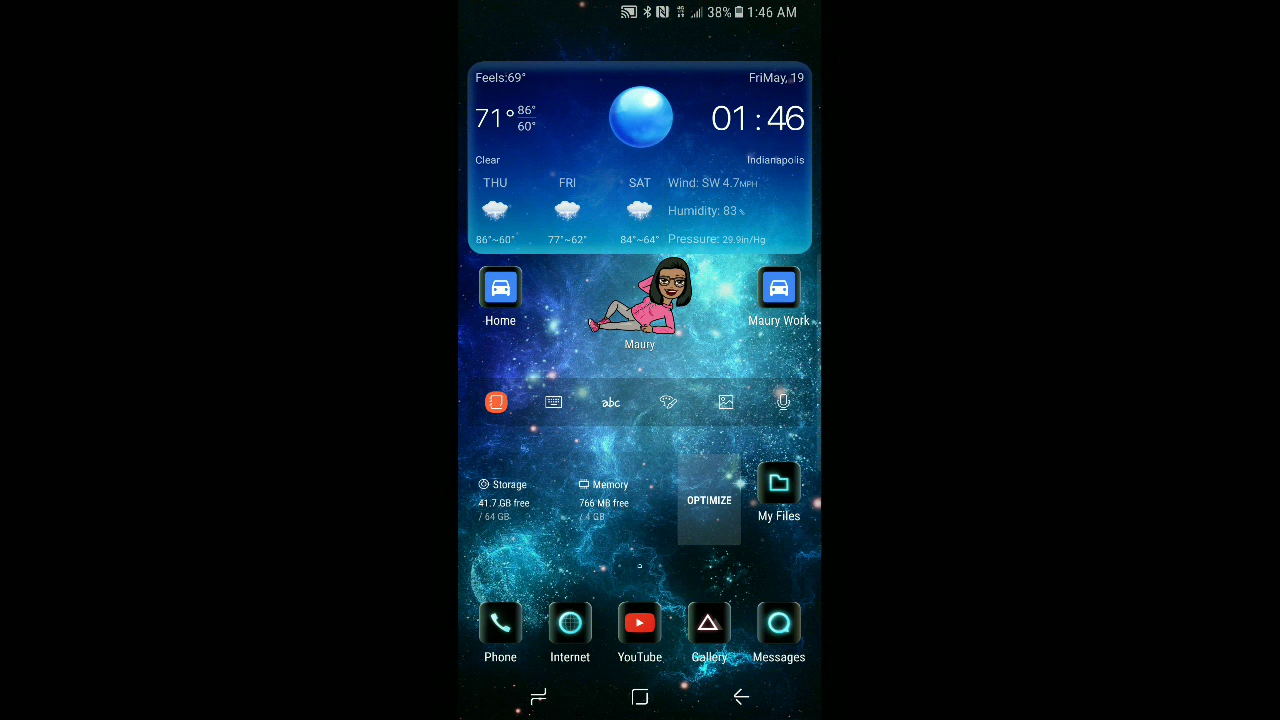 38% 1:46 AM
Feels:69° FriMay, 19
71° 86° 60° 01 : 46
Clear Indianapolis
THU FRI SAT Wind: SW 4.7MPH
Humidity: 83 %
86°~60° 77°~62° 84°~64° Pressure: 29.9in/Hg
Home Maury Work
Maury
abc
Storage Memory
41.7 GB free 766 MB free OPTIMIZE
/ 64 GB / 4 GB My Files
Phone Internet YouTube Gallery Messages